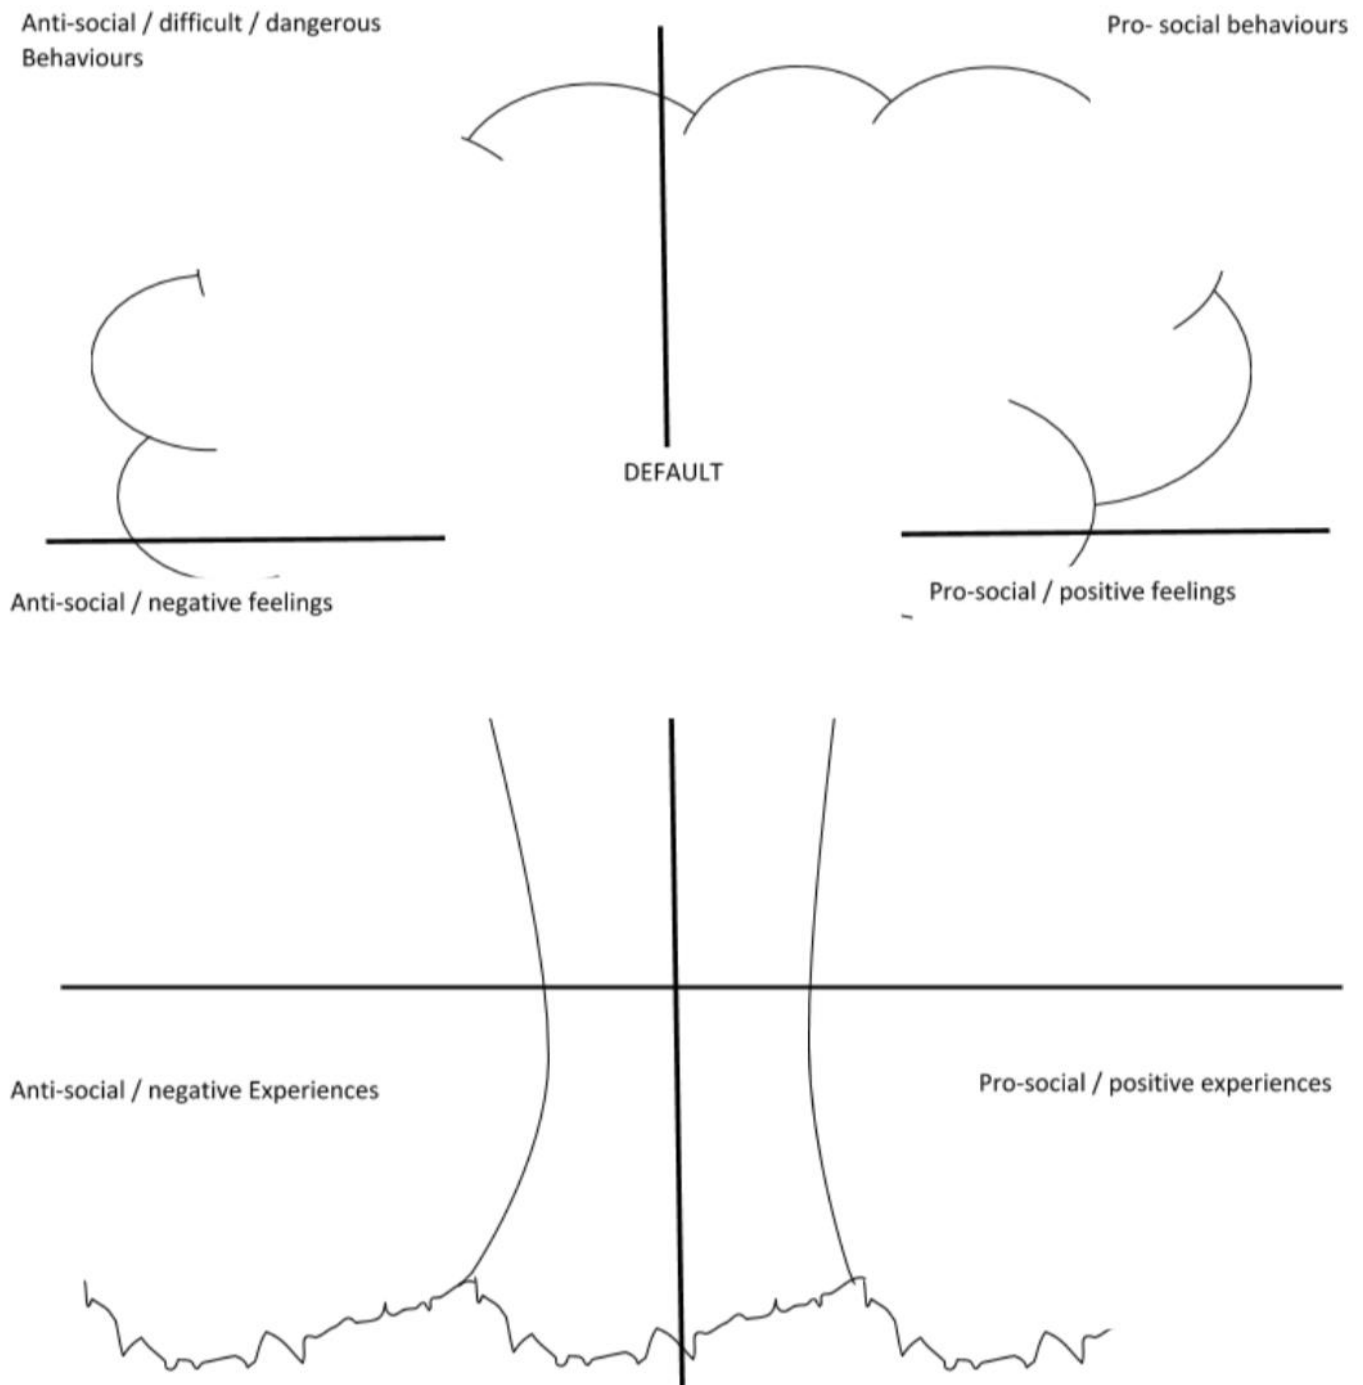 Anti-social / difficult / dangerous
Behaviours
Pro- social behaviours
DEFAULT
Anti-social / negative feelings
Pro-social / positive feelings
Anti-social / negative Experiences
Pro-social / positive experiences